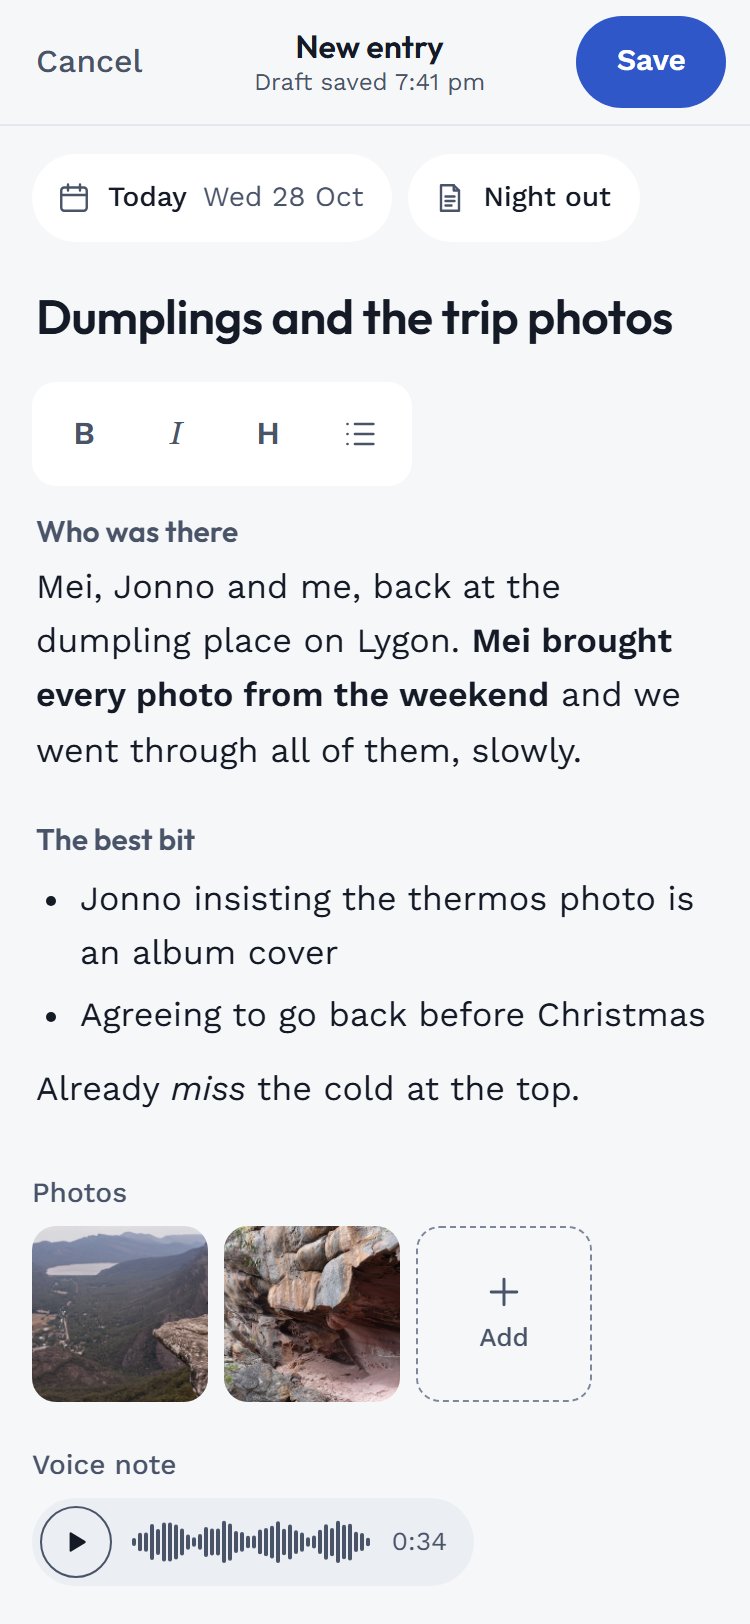 Cancel
New entry
Draft saved 7:41 pm
Save
Today Wed 28 Oct
Night out
Dumplings and the trip photos
B I H
Who was there
Mei, Jonno and me, back at the
dumpling place on Lygon. Mei brought
every photo from the weekend and we
went through all of them, slowly.
The best bit
• Jonno insisting the thermos photo is
an album cover
• Agreeing to go back before Christmas
Already miss the cold at the top.
Photos
Add
Voice note
0:34